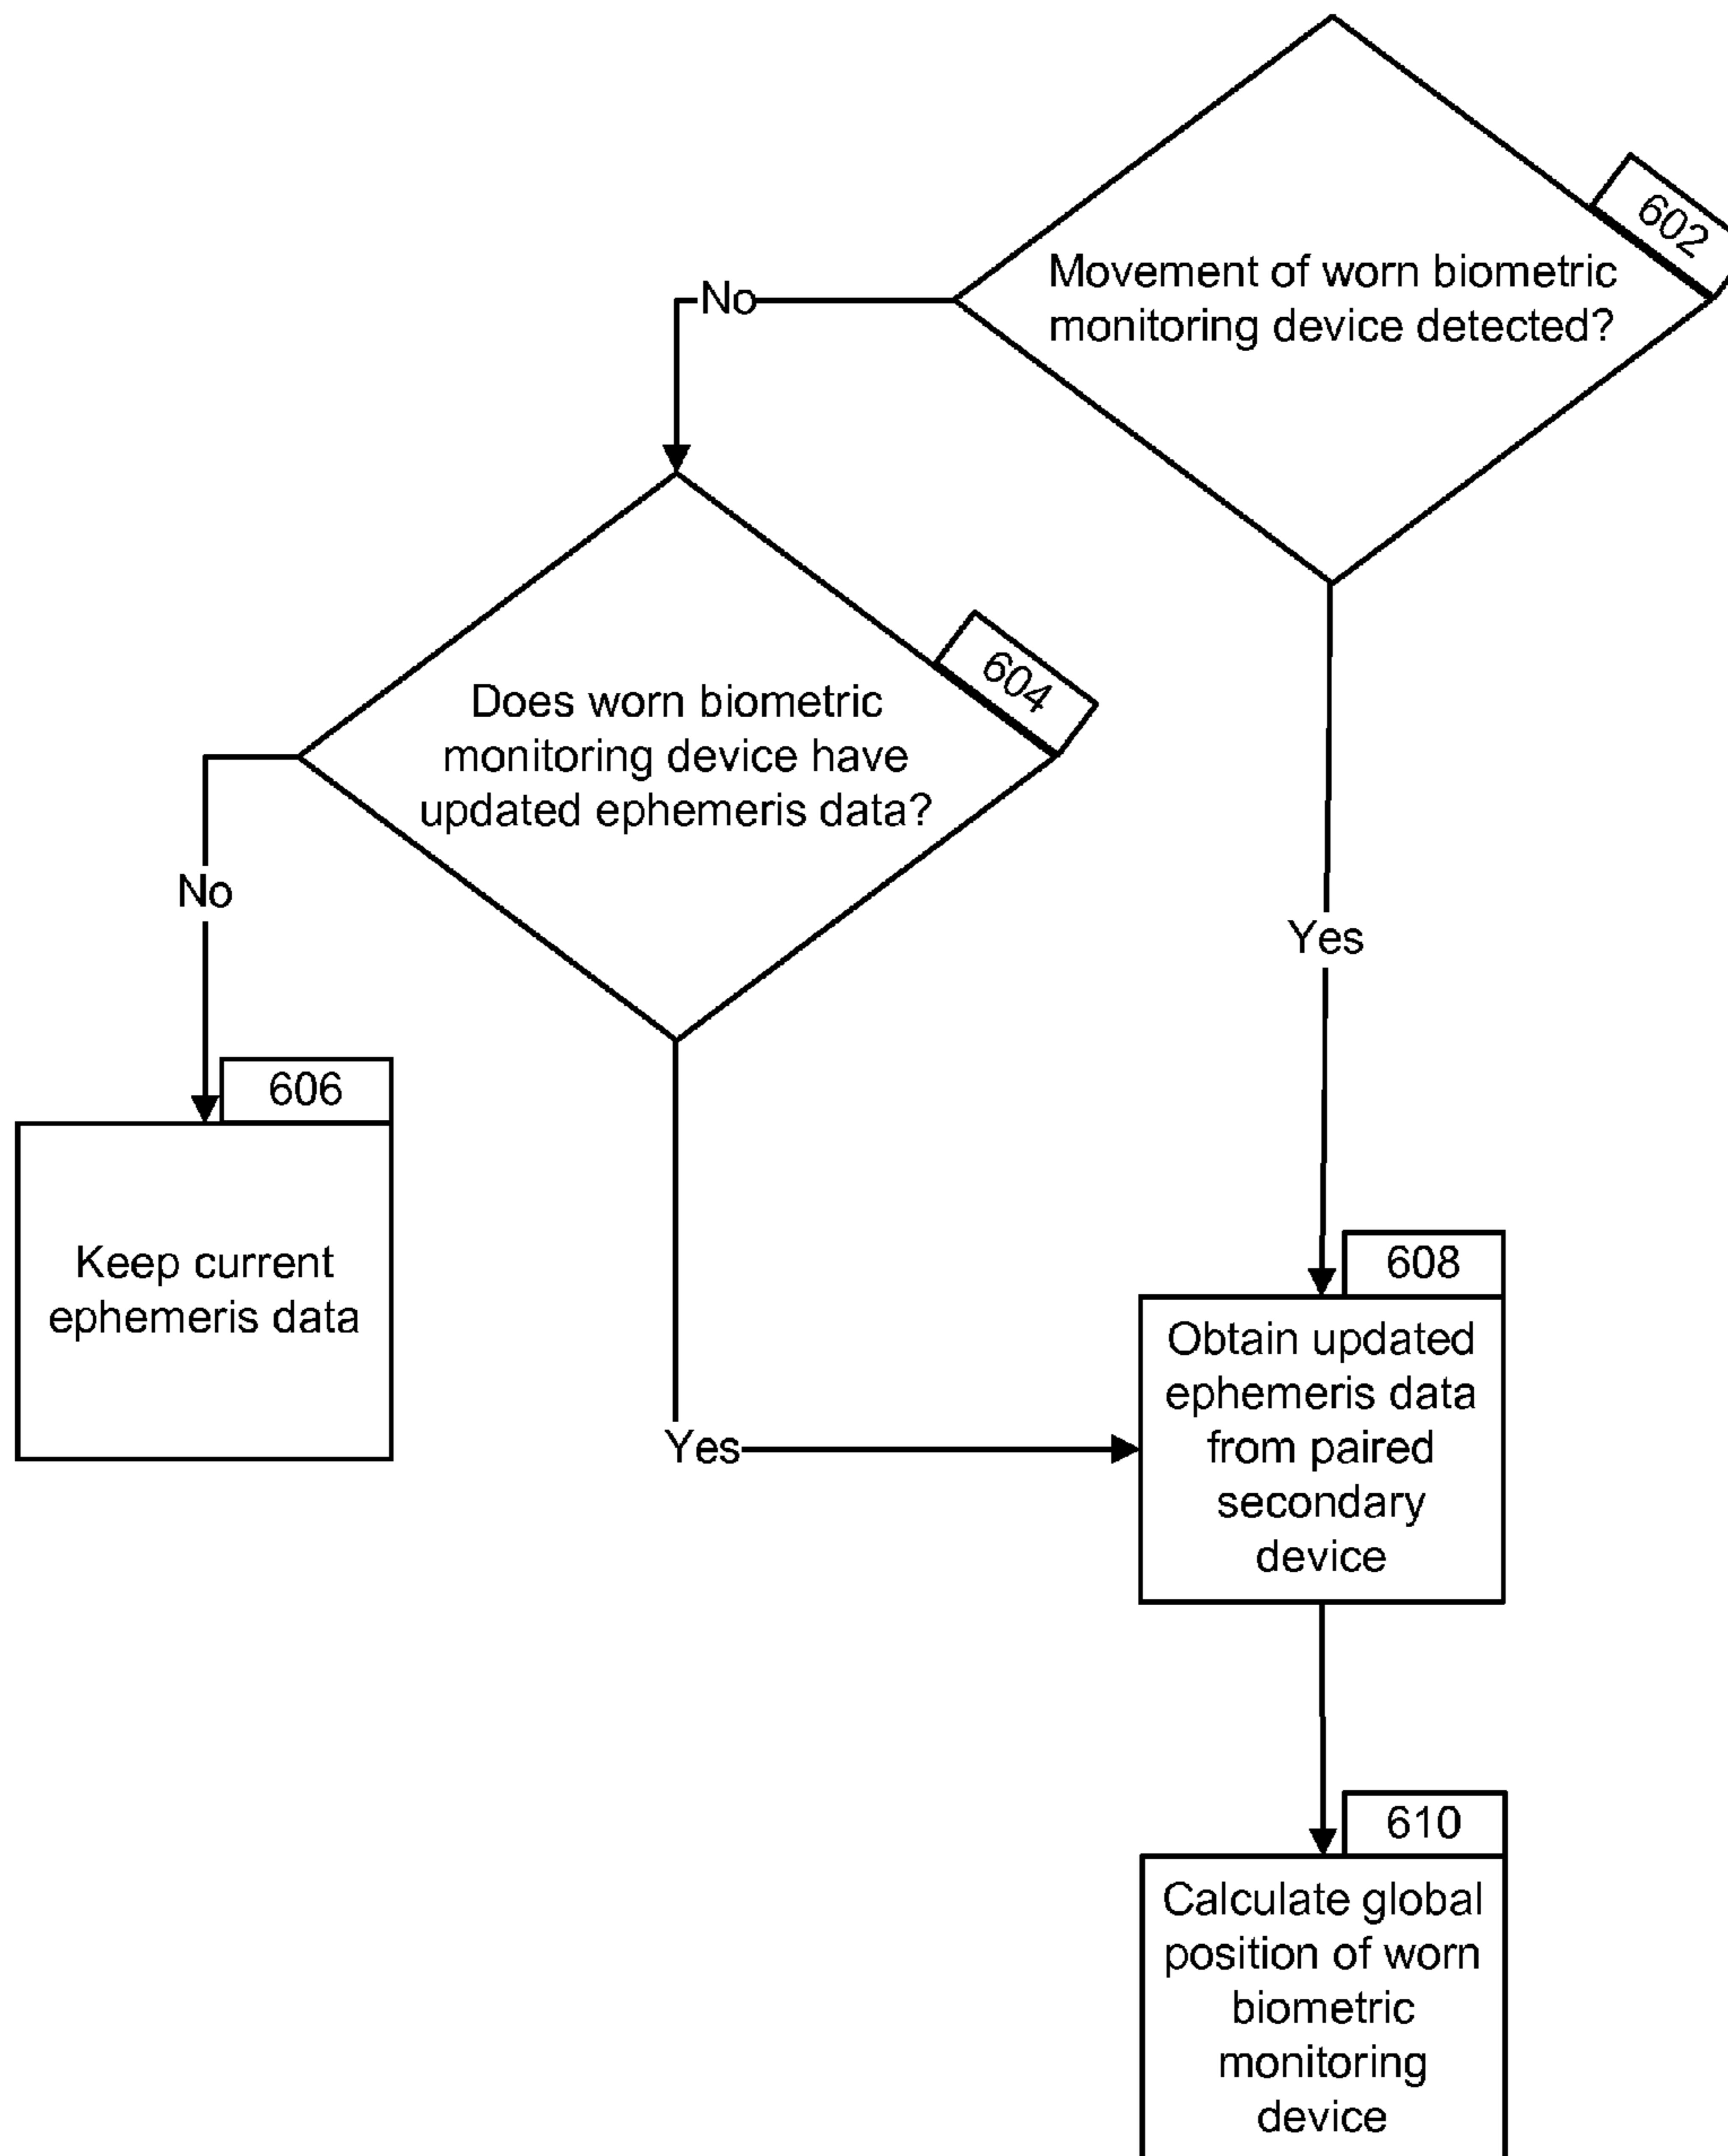 602
Movement of worn biometric
monitoring device detected?
No
604
Does worn biometric
monitoring device have
updated ephemeris data?
No
Yes
606
Keep current
ephemeris data
608
Obtain updated
ephemeris data
from paired
secondary
device
Yes
610
Calculate global
position of worn
biometric
monitoring
device